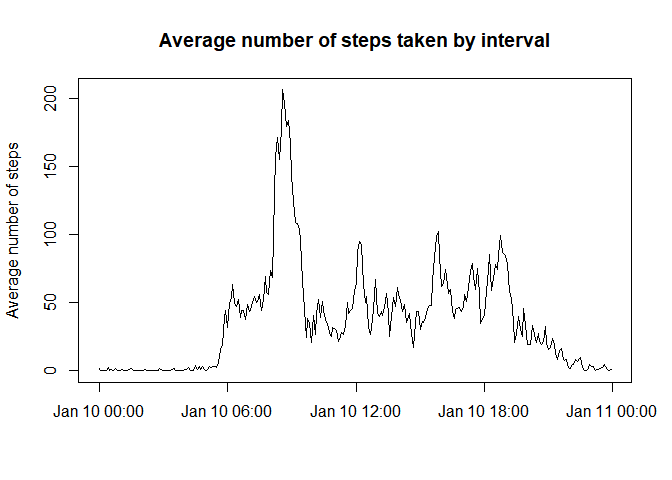 Average number of steps taken by interval
Average number of steps
200
150
100
50
0
Jan 10 00:00 Jan 10 06:00 Jan 10 12:00 Jan 10 18:00 Jan 11 00:00